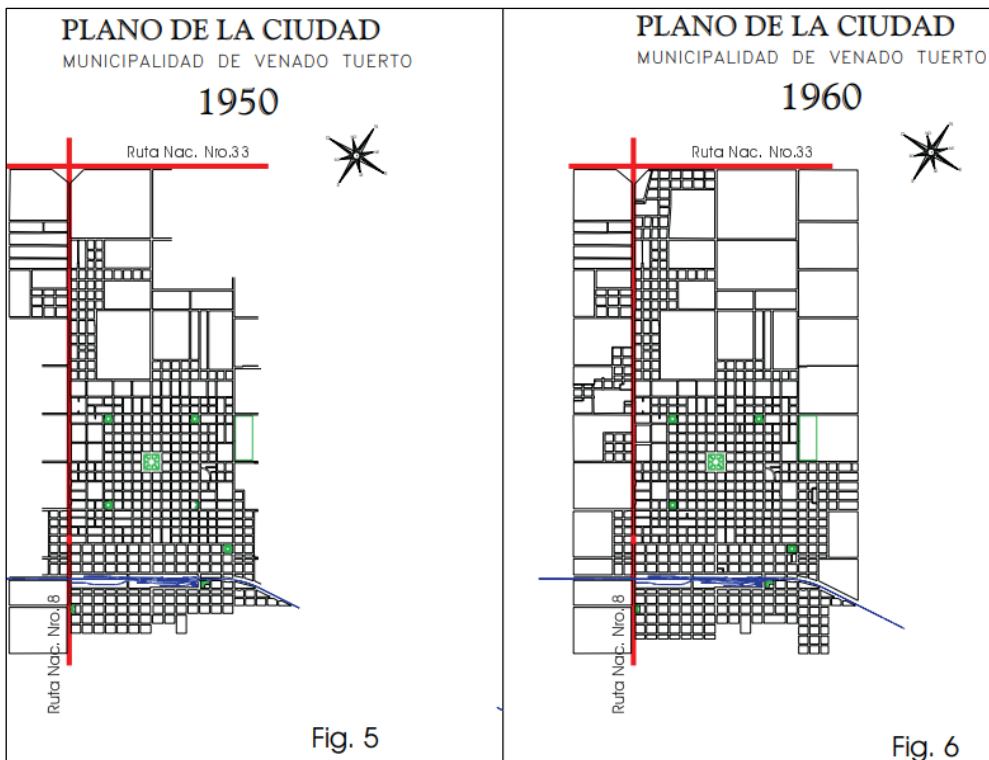 PLANO DE LA CIUDAD
MUNICIPALIDAD DE VENADO TUERTO
1950
Ruta Nac. Nro.33
Ruta Nac. Nro. 8
Fig. 5
PLANO DE LA CIUDAD
MUNICIPALIDAD DE VENADO TUERTO
1960
Ruta Nac. Nro.33
Ruta Nac. Nro. 8
Fig. 6